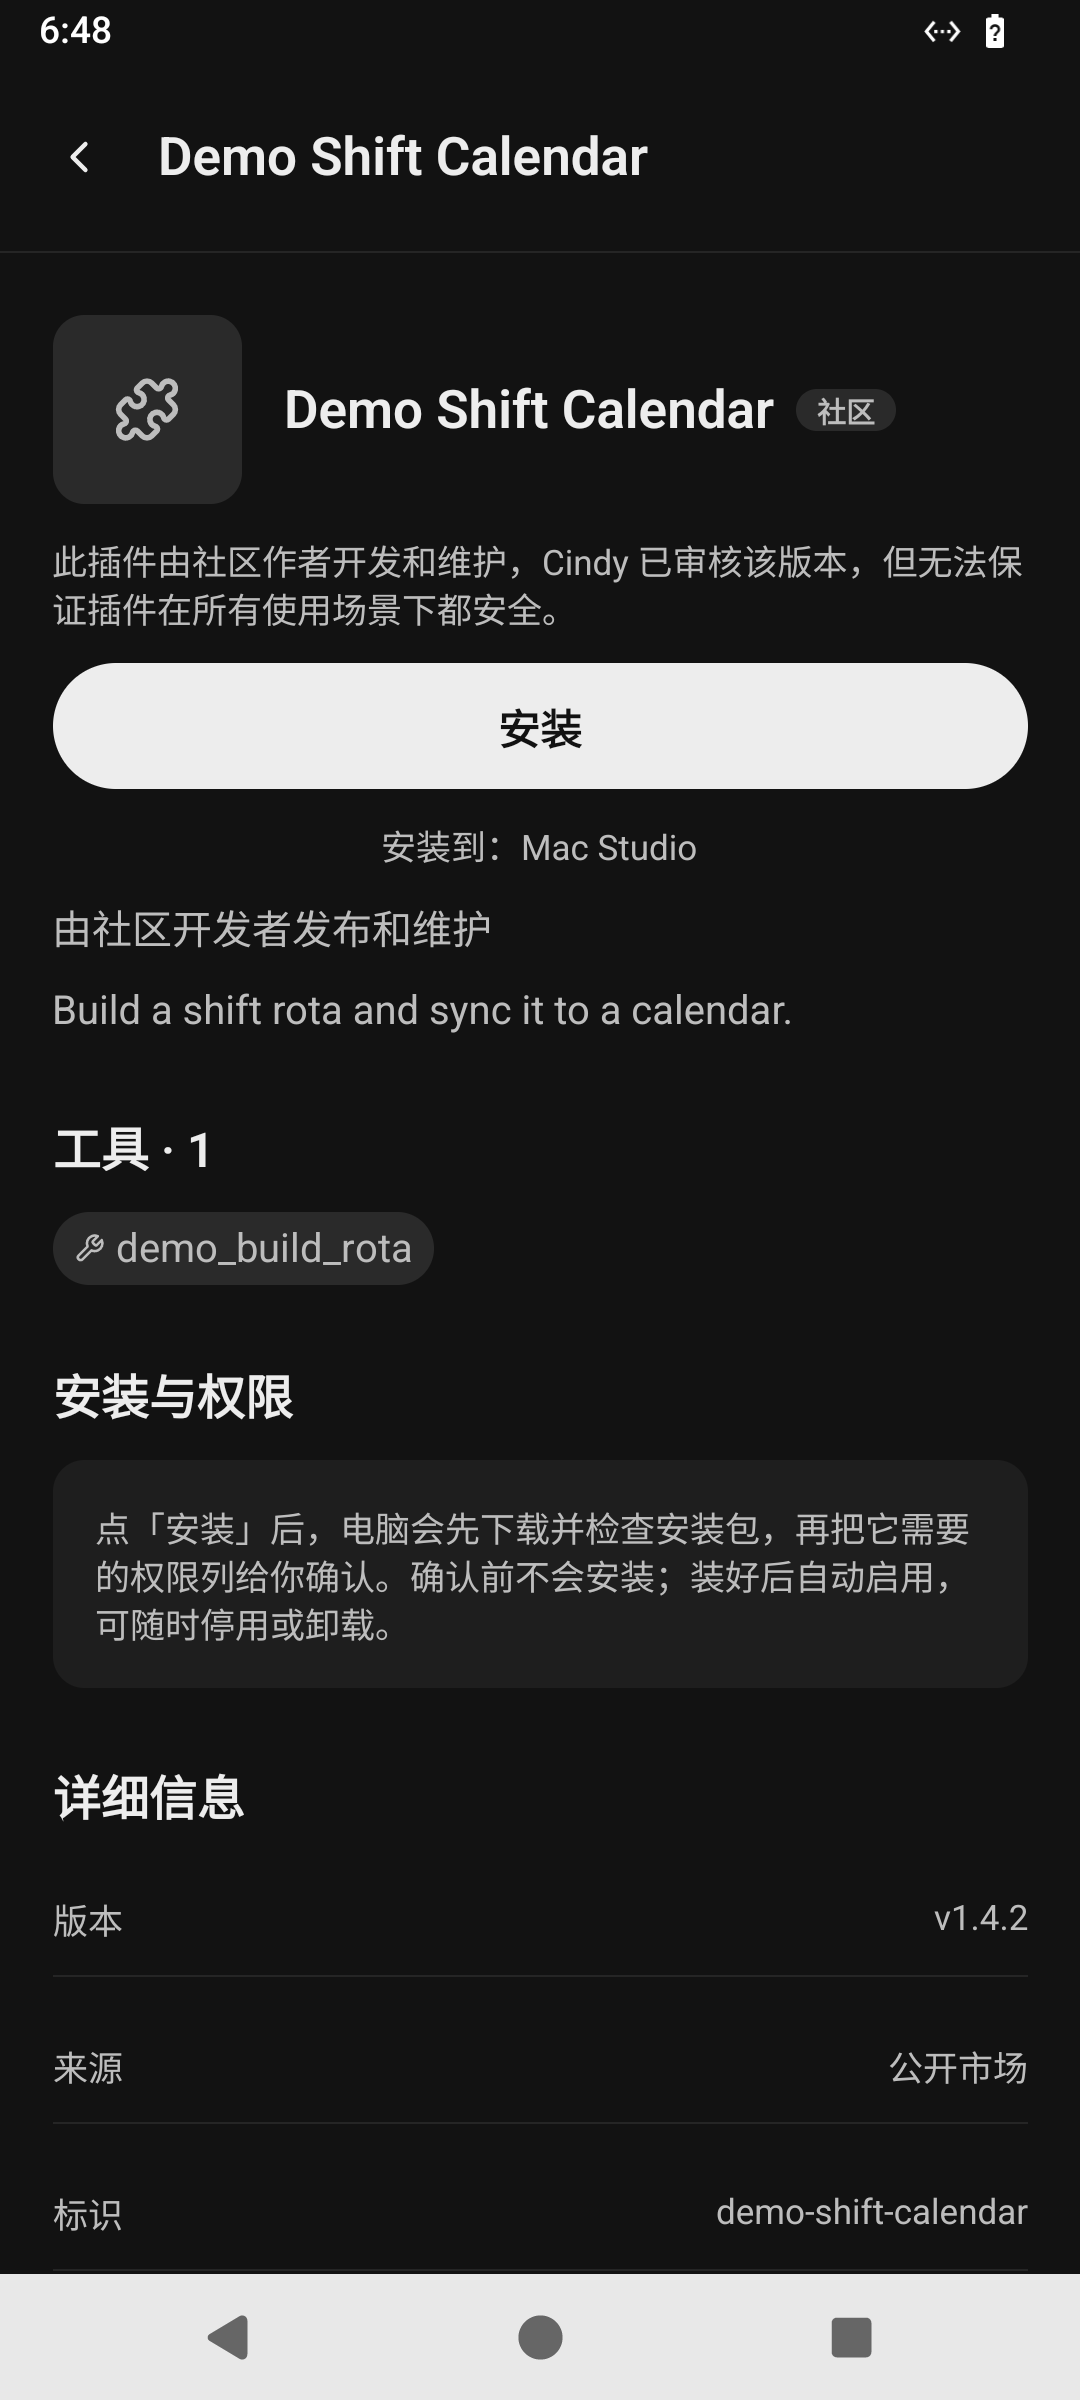 6:48
Demo Shift Calendar
Demo Shift Calendar 社区
此插件由社区作者开发和维护，Cindy 已审核该版本，但无法保
证插件在所有使用场景下都安全。
安装
安装到：Mac Studio
由社区开发者发布和维护
Build a shift rota and sync it to a calendar.
工具 · 1
demo_build_rota
安装与权限
点「安装」后，电脑会先下载并检查安装包，再把它需要
的权限列给你确认。确认前不会安装；装好后自动启用，
可随时停用或卸载。
详细信息
版本 v1.4.2
来源 公开市场
标识 demo-shift-calendar